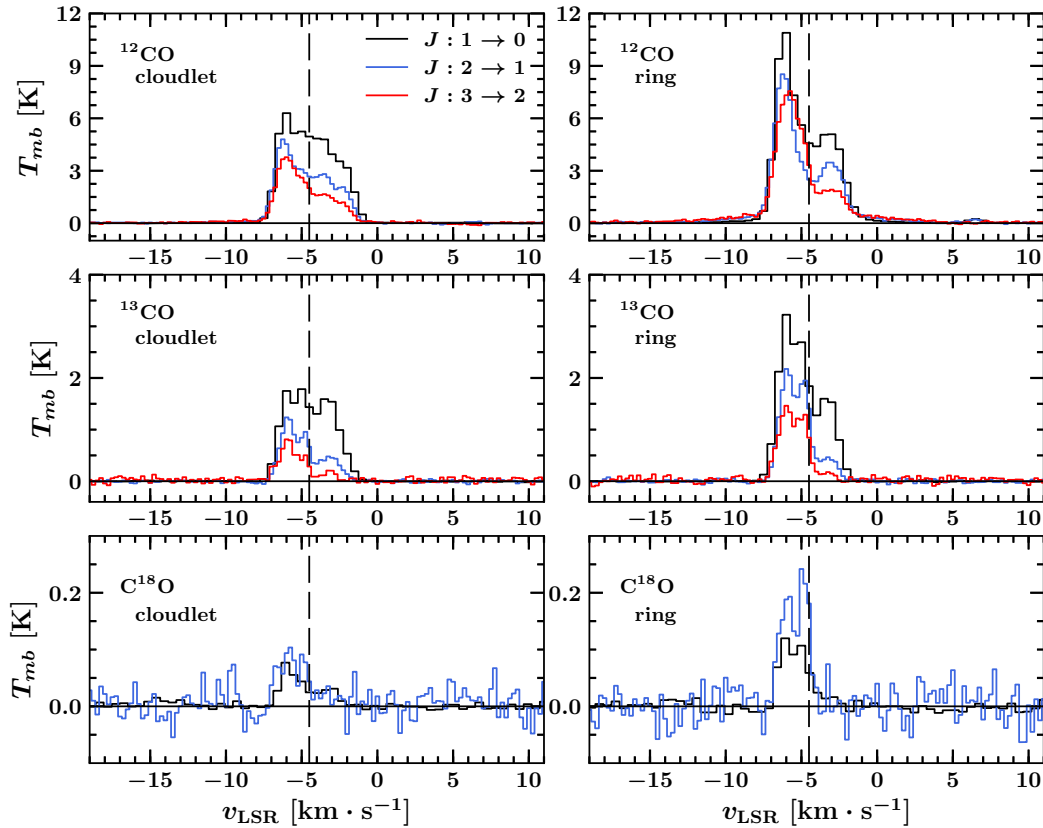 12
9
6
3
0
T_mb [K]
¹²CO
cloudlet
J : 1 → 0
J : 2 → 1
J : 3 → 2
−15 −10 −5 0 5 10
12
9
6
3
0
T_mb [K]
¹²CO
ring
−15 −10 −5 0 5 10
4
2
0
T_mb [K]
¹³CO
cloudlet
−15 −10 −5 0 5 10
4
2
0
T_mb [K]
¹³CO
ring
−15 −10 −5 0 5 10
0.2
0.0
T_mb [K]
C¹⁸O
cloudlet
−15 −10 −5 0 5 10
v_LSR [km · s⁻¹]
0.2
0.0
T_mb [K]
C¹⁸O
ring
−15 −10 −5 0 5 10
v_LSR [km · s⁻¹]